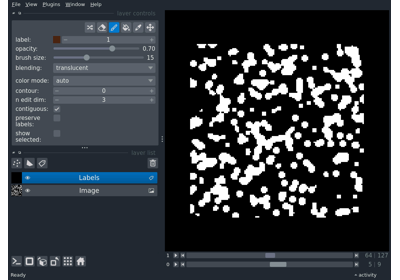 File View Plugins Window Help
layer controls
label: 1
opacity: 0.70
brush size: 15
blending: translucent
color mode: auto
contour: 0
n edit dim: 3
contiguous:
preserve
labels:
show
selected:
layer list
Labels
Image
1 64 127
0 5 9
Ready
activity